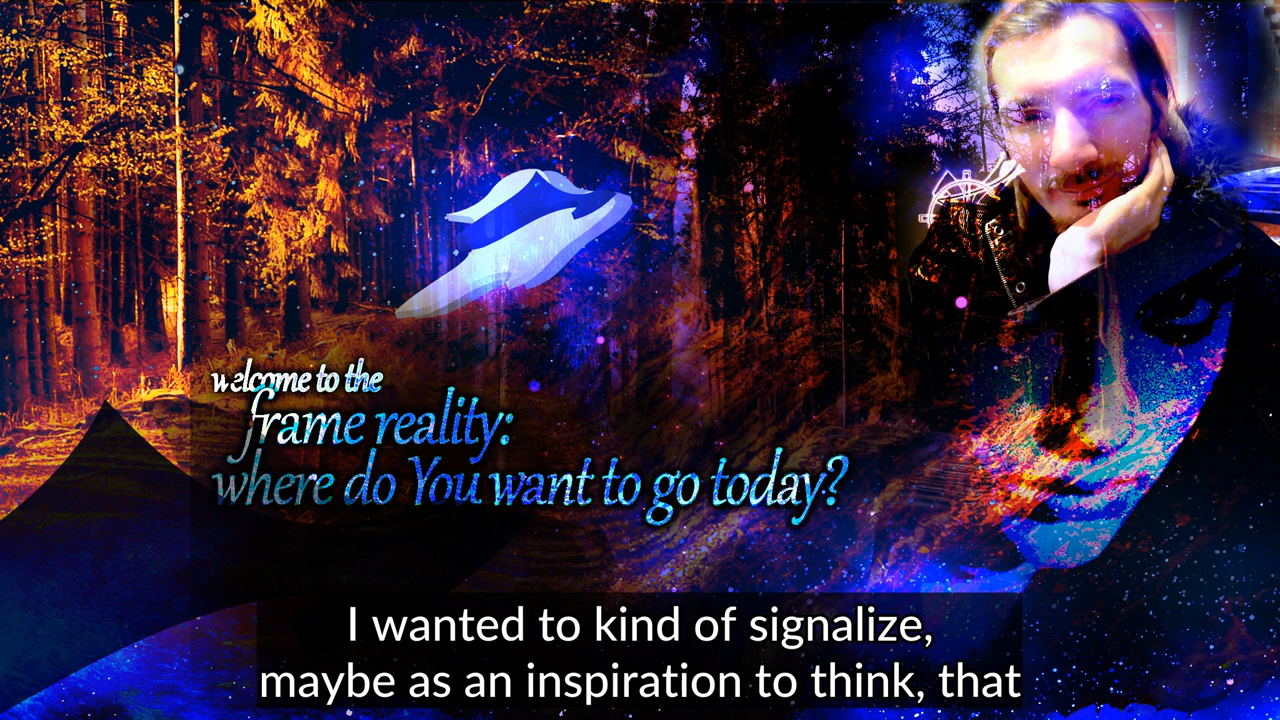 welcome to the
frame reality:
where do You want to go today?
I wanted to kind of signalize,
maybe as an inspiration to think, that